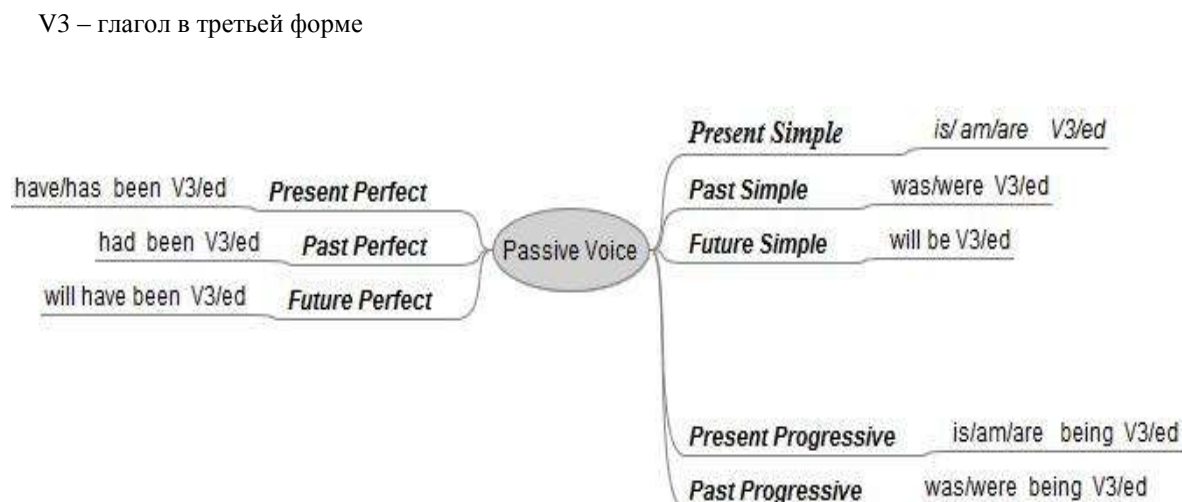 V3 – глагол в третьей форме
Present Simple is/ am/are V3/ed
have/has been V3/ed Present Perfect
Past Simple was/were V3/ed
had been V3/ed Past Perfect
Passive Voice
Future Simple will be V3/ed
will have been V3/ed Future Perfect
Present Progressive is/am/are being V3/ed
Past Progressive was/were being V3/ed